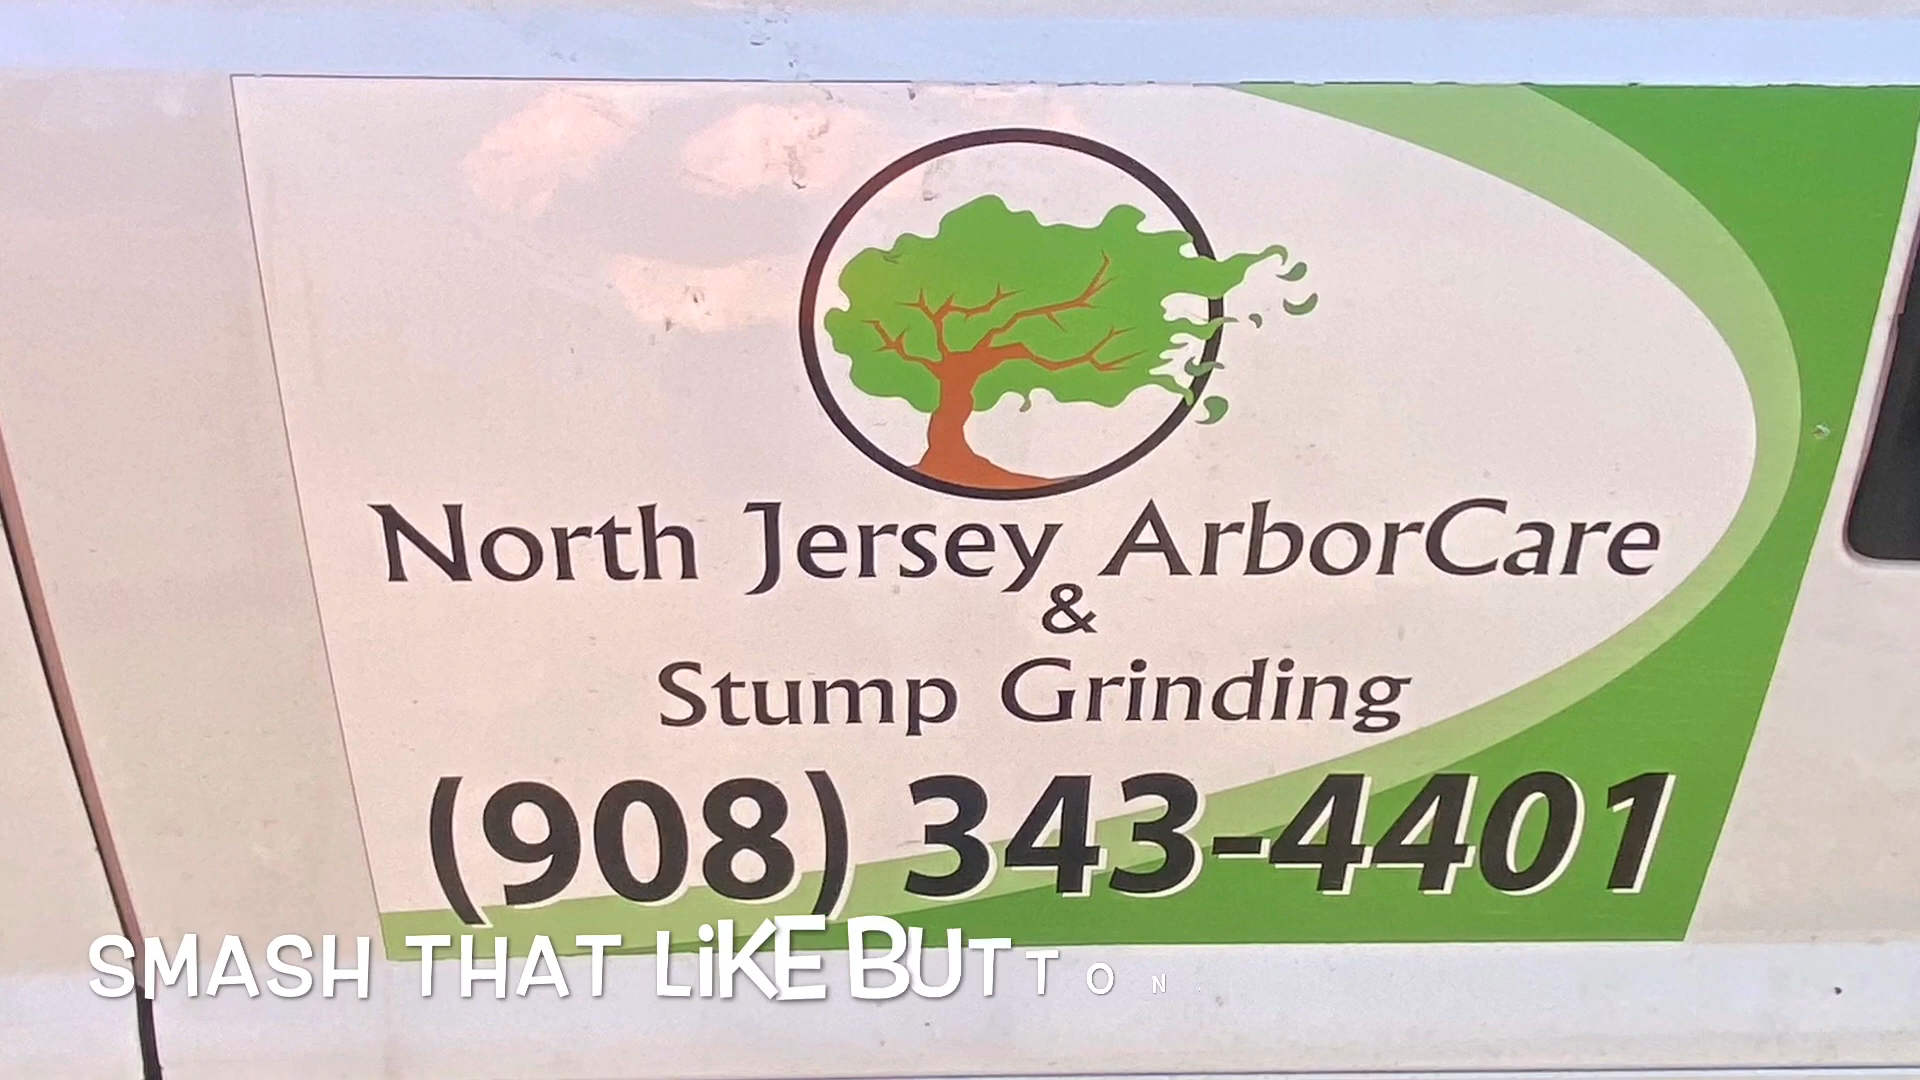 North Jersey ArborCare
&
Stump Grinding
(908) 343-4401
SMASH THAT LiKE BUTTON